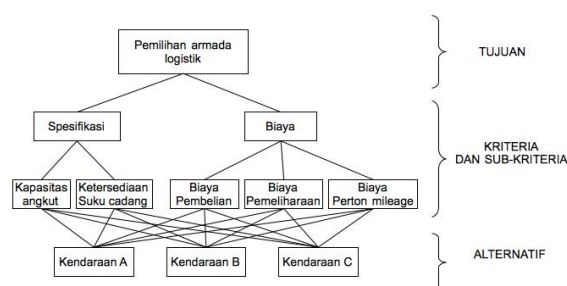 Pemilihan armada
logistik
TUJUAN
Spesifikasi
Biaya
KRITERIA
DAN SUB-KRITERIA
Kapasitas
angkut
Ketersediaan
Suku cadang
Biaya
Pembelian
Biaya
Pemeliharaan
Biaya
Perton mileage
Kendaraan A
Kendaraan B
Kendaraan C
ALTERNATIF